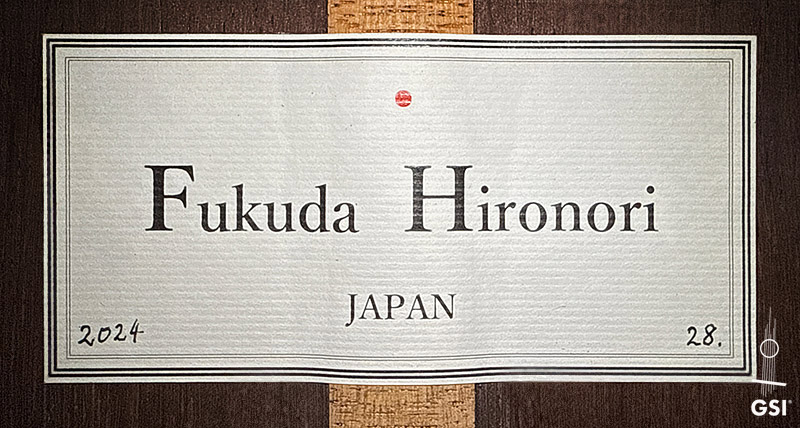 Fukuda Hironori
JAPAN
2024 28.
GSI